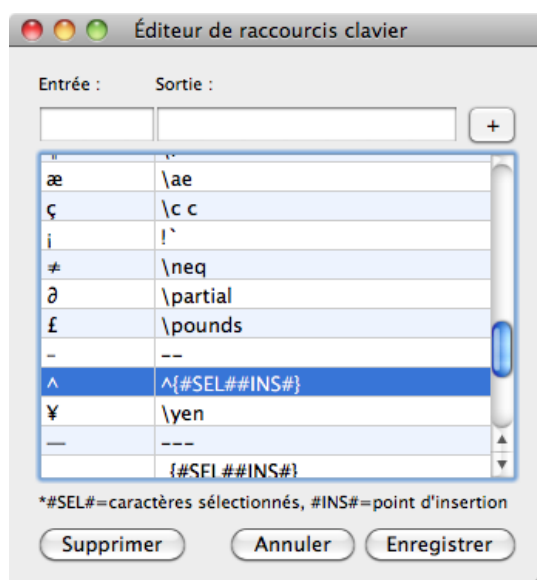 Éditeur de raccourcis clavier
Entrée : Sortie :
+
æ \ae
ç \c c
¡ !`
≠ \neq
∂ \partial
£ \pounds
– --
^ ^{#SEL##INS#}
¥ \yen
— ---
_{#SEL##INS#}
*#SEL#=caractères sélectionnés, #INS#=point d'insertion
Supprimer Annuler Enregistrer